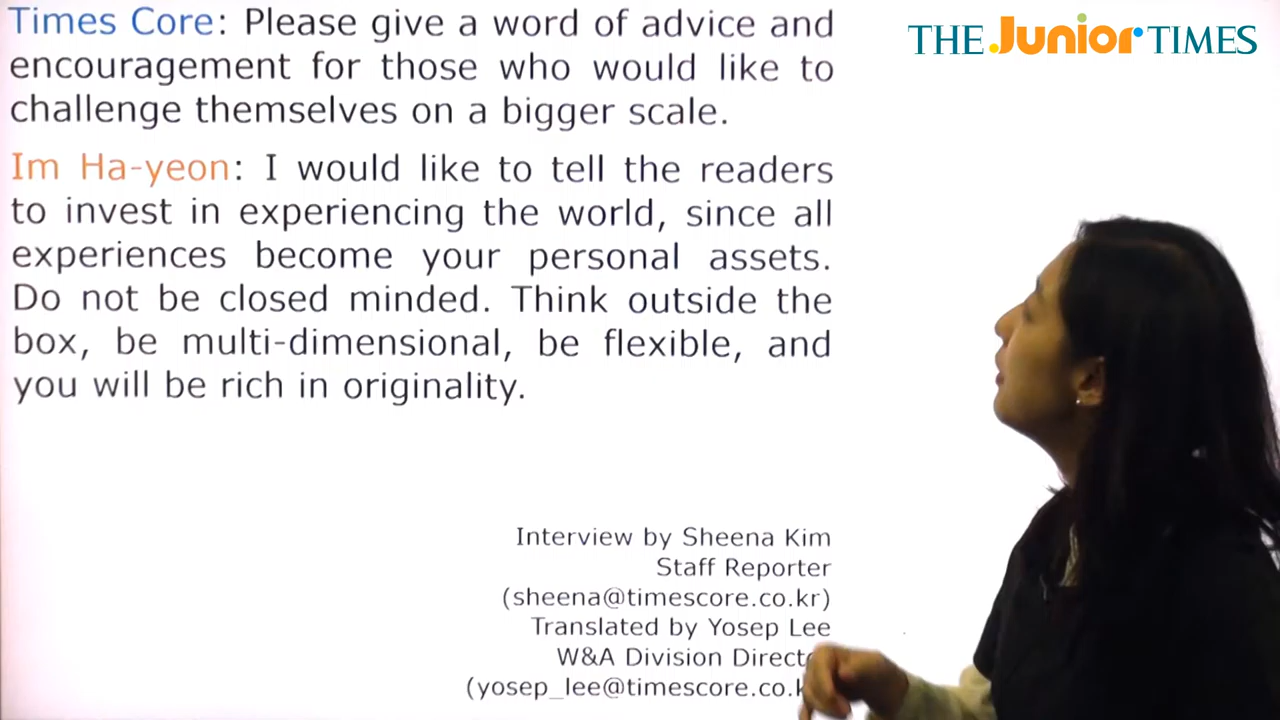 Times Core: Please give a word of advice and
encouragement for those who would like to
challenge themselves on a bigger scale.
THE Junior TIMES
Im Ha-yeon: I would like to tell the readers
to invest in experiencing the world, since all
experiences become your personal assets.
Do not be closed minded. Think outside the
box, be multi-dimensional, be flexible, and
you will be rich in originality.
Interview by Sheena Kim
Staff Reporter
(sheena@timescore.co.kr)
Translated by Yosep Lee
W&A Division
(yosep_lee@timescore.co.k